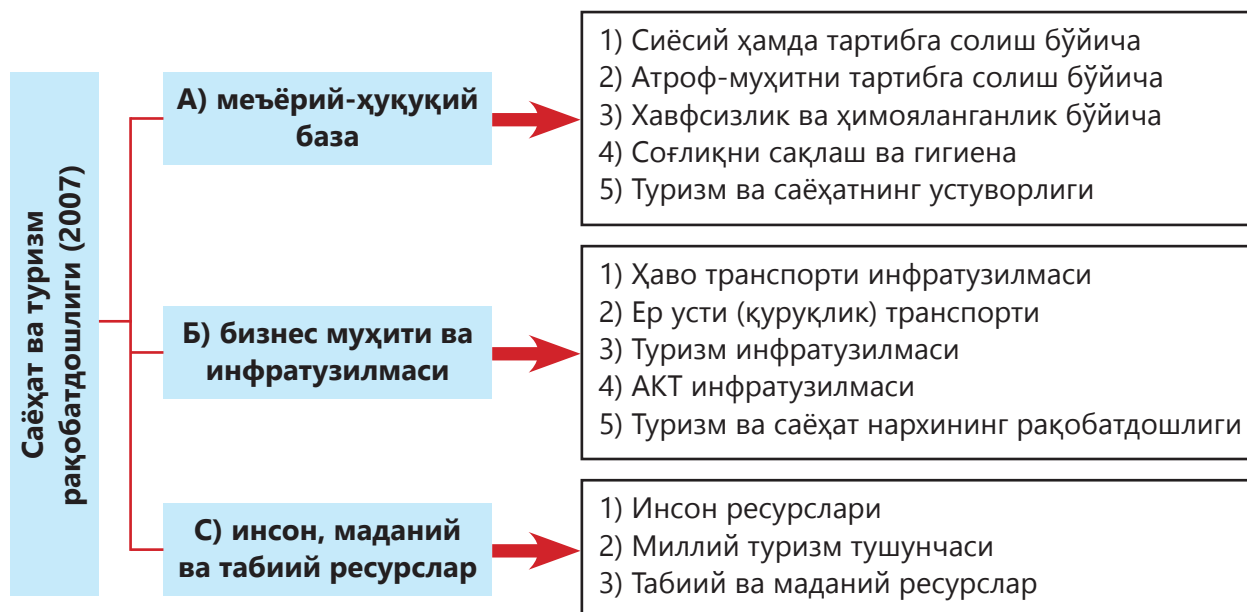 Саёҳат ва туризм
рақобатдошлиги (2007)
А) меъёрий-ҳуқуқий
база
1) Сиёсий ҳамда тартибга солиш бўйича
2) Атроф-муҳитни тартибга солиш бўйича
3) Хавфсизлик ва ҳимояланганлик бўйича
4) Соғлиқни сақлаш ва гигиена
5) Туризм ва саёҳатнинг устуворлиги
Б) бизнес муҳити ва
инфратузилмаси
1) Ҳаво транспорти инфратузилмаси
2) Ер усти (қуруқлик) транспорти
3) Туризм инфратузилмаси
4) АКТ инфратузилмаси
5) Туризм ва саёҳат нархининг рақобатдошлиги
С) инсон, маданий
ва табиий ресурслар
1) Инсон ресурслари
2) Миллий туризм тушунчаси
3) Табиий ва маданий ресурслар